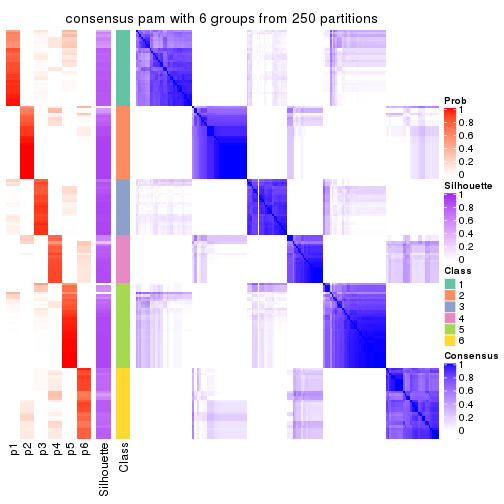 consensus pam with 6 groups from 250 partitions
Prob
1
0.8
0.6
0.4
0.2
0
Silhouette
1
0.8
0.6
0.4
0.2
0
Class
1
2
3
4
5
6
Consensus
1
0.8
0.6
0.4
0.2
0
p1
p2
p3
p4
p5
p6
Silhouette
Class